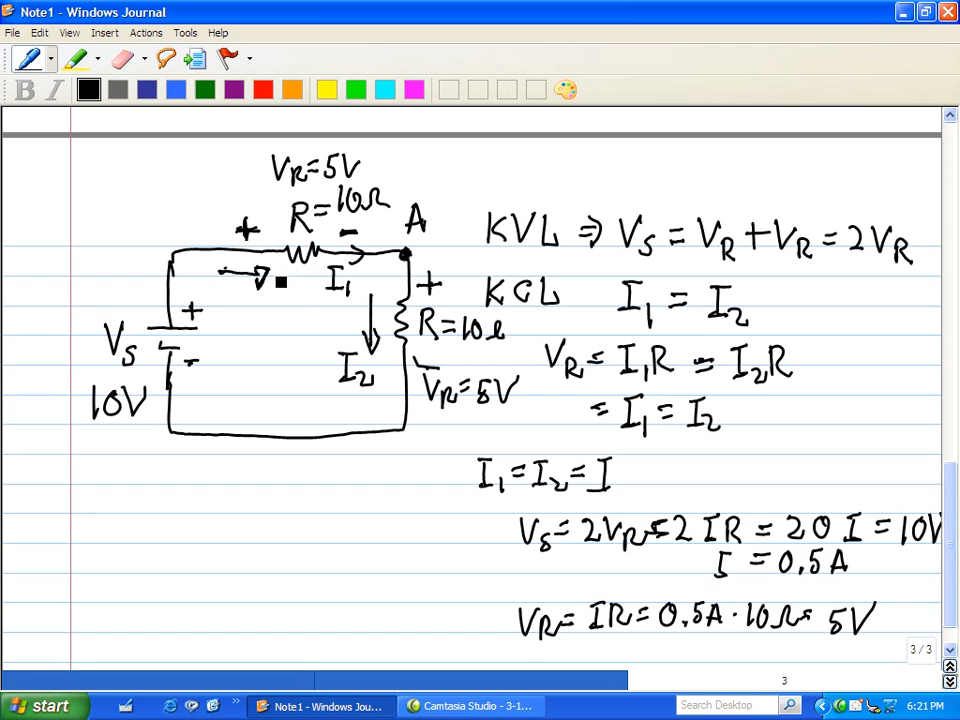 Note1 - Windows Journal
File Edit View Insert Actions Tools Help
B I
VR=5V
R=10Ω
A
+ -
I1
+
R=10Ω
I2
VR=5V
+
VS
-
10V
KVL ⇒ VS = VR + VR = 2VR
KCL I1 = I2
VR = I1R = I2R
= I1 = I2
I1 = I2 = I
VS = 2VR = 2 IR = 20 I = 10V
I = 0.5A
VR = IR = 0.5A · 10Ω = 5V
3 / 3
3
start
Note1 - Windows Jou...
Camtasia Studio - 3-1...
Search Desktop
6:21 PM